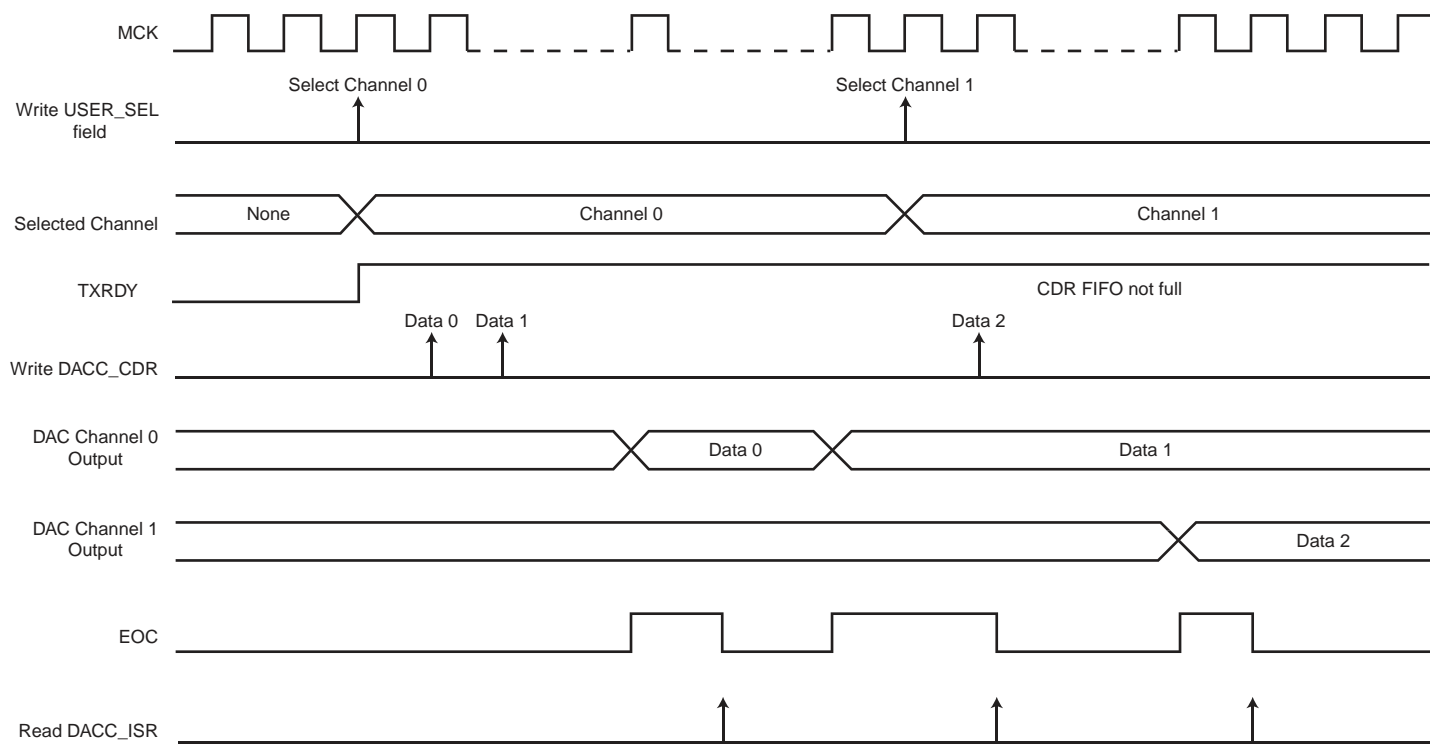 MCK
Select Channel 0
Select Channel 1
Write USER_SEL
field
Selected Channel
None
Channel 0
Channel 1
TXRDY
CDR FIFO not full
Data 0
Data 1
Data 2
Write DACC_CDR
DAC Channel 0
Output
Data 0
Data 1
DAC Channel 1
Output
Data 2
EOC
Read DACC_ISR